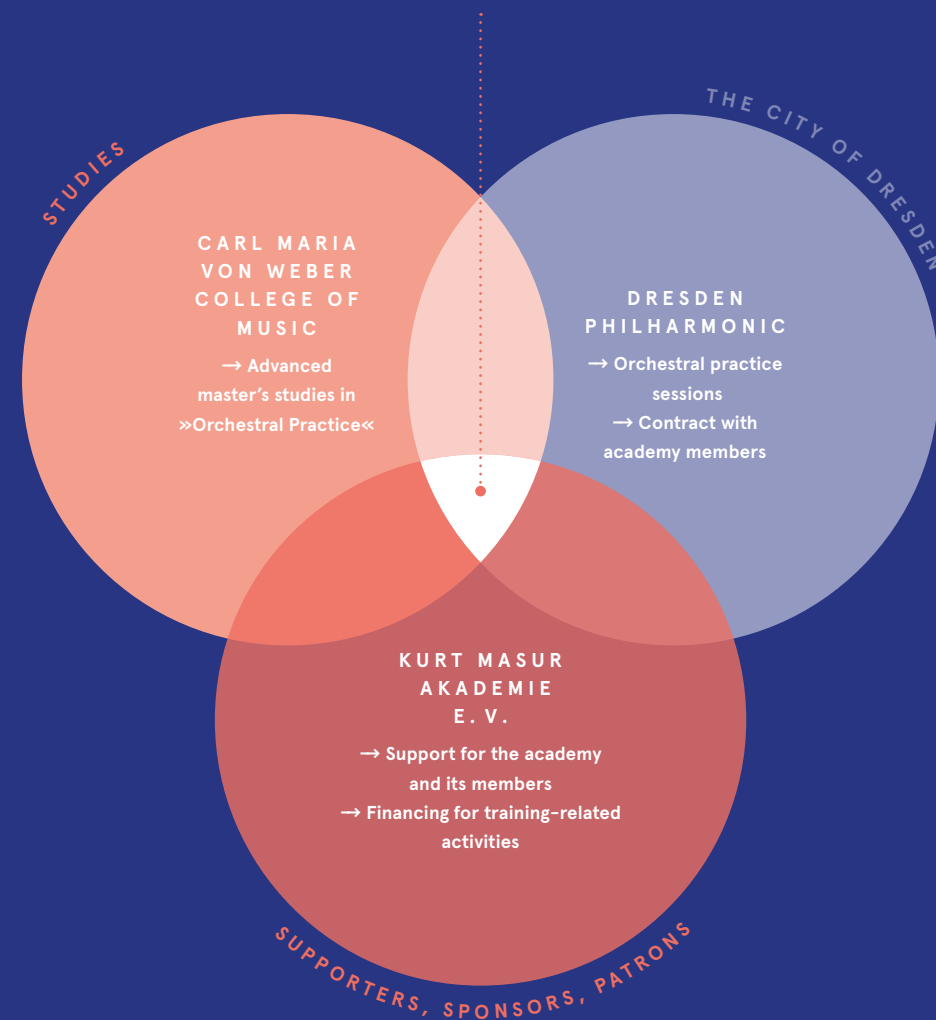 STUDIES
THE CITY OF DRESDEN
CARL MARIA
VON WEBER
COLLEGE OF
MUSIC
→ Advanced
master’s studies in
»Orchestral Practice«
DRESDEN
PHILHARMONIC
→ Orchestral practice
sessions
→ Contract with
academy members
KURT MASUR
AKADEMIE
E. V.
→ Support for the academy
and its members
→ Financing for training-related
activities
SUPPORTERS, SPONSORS, PATRONS